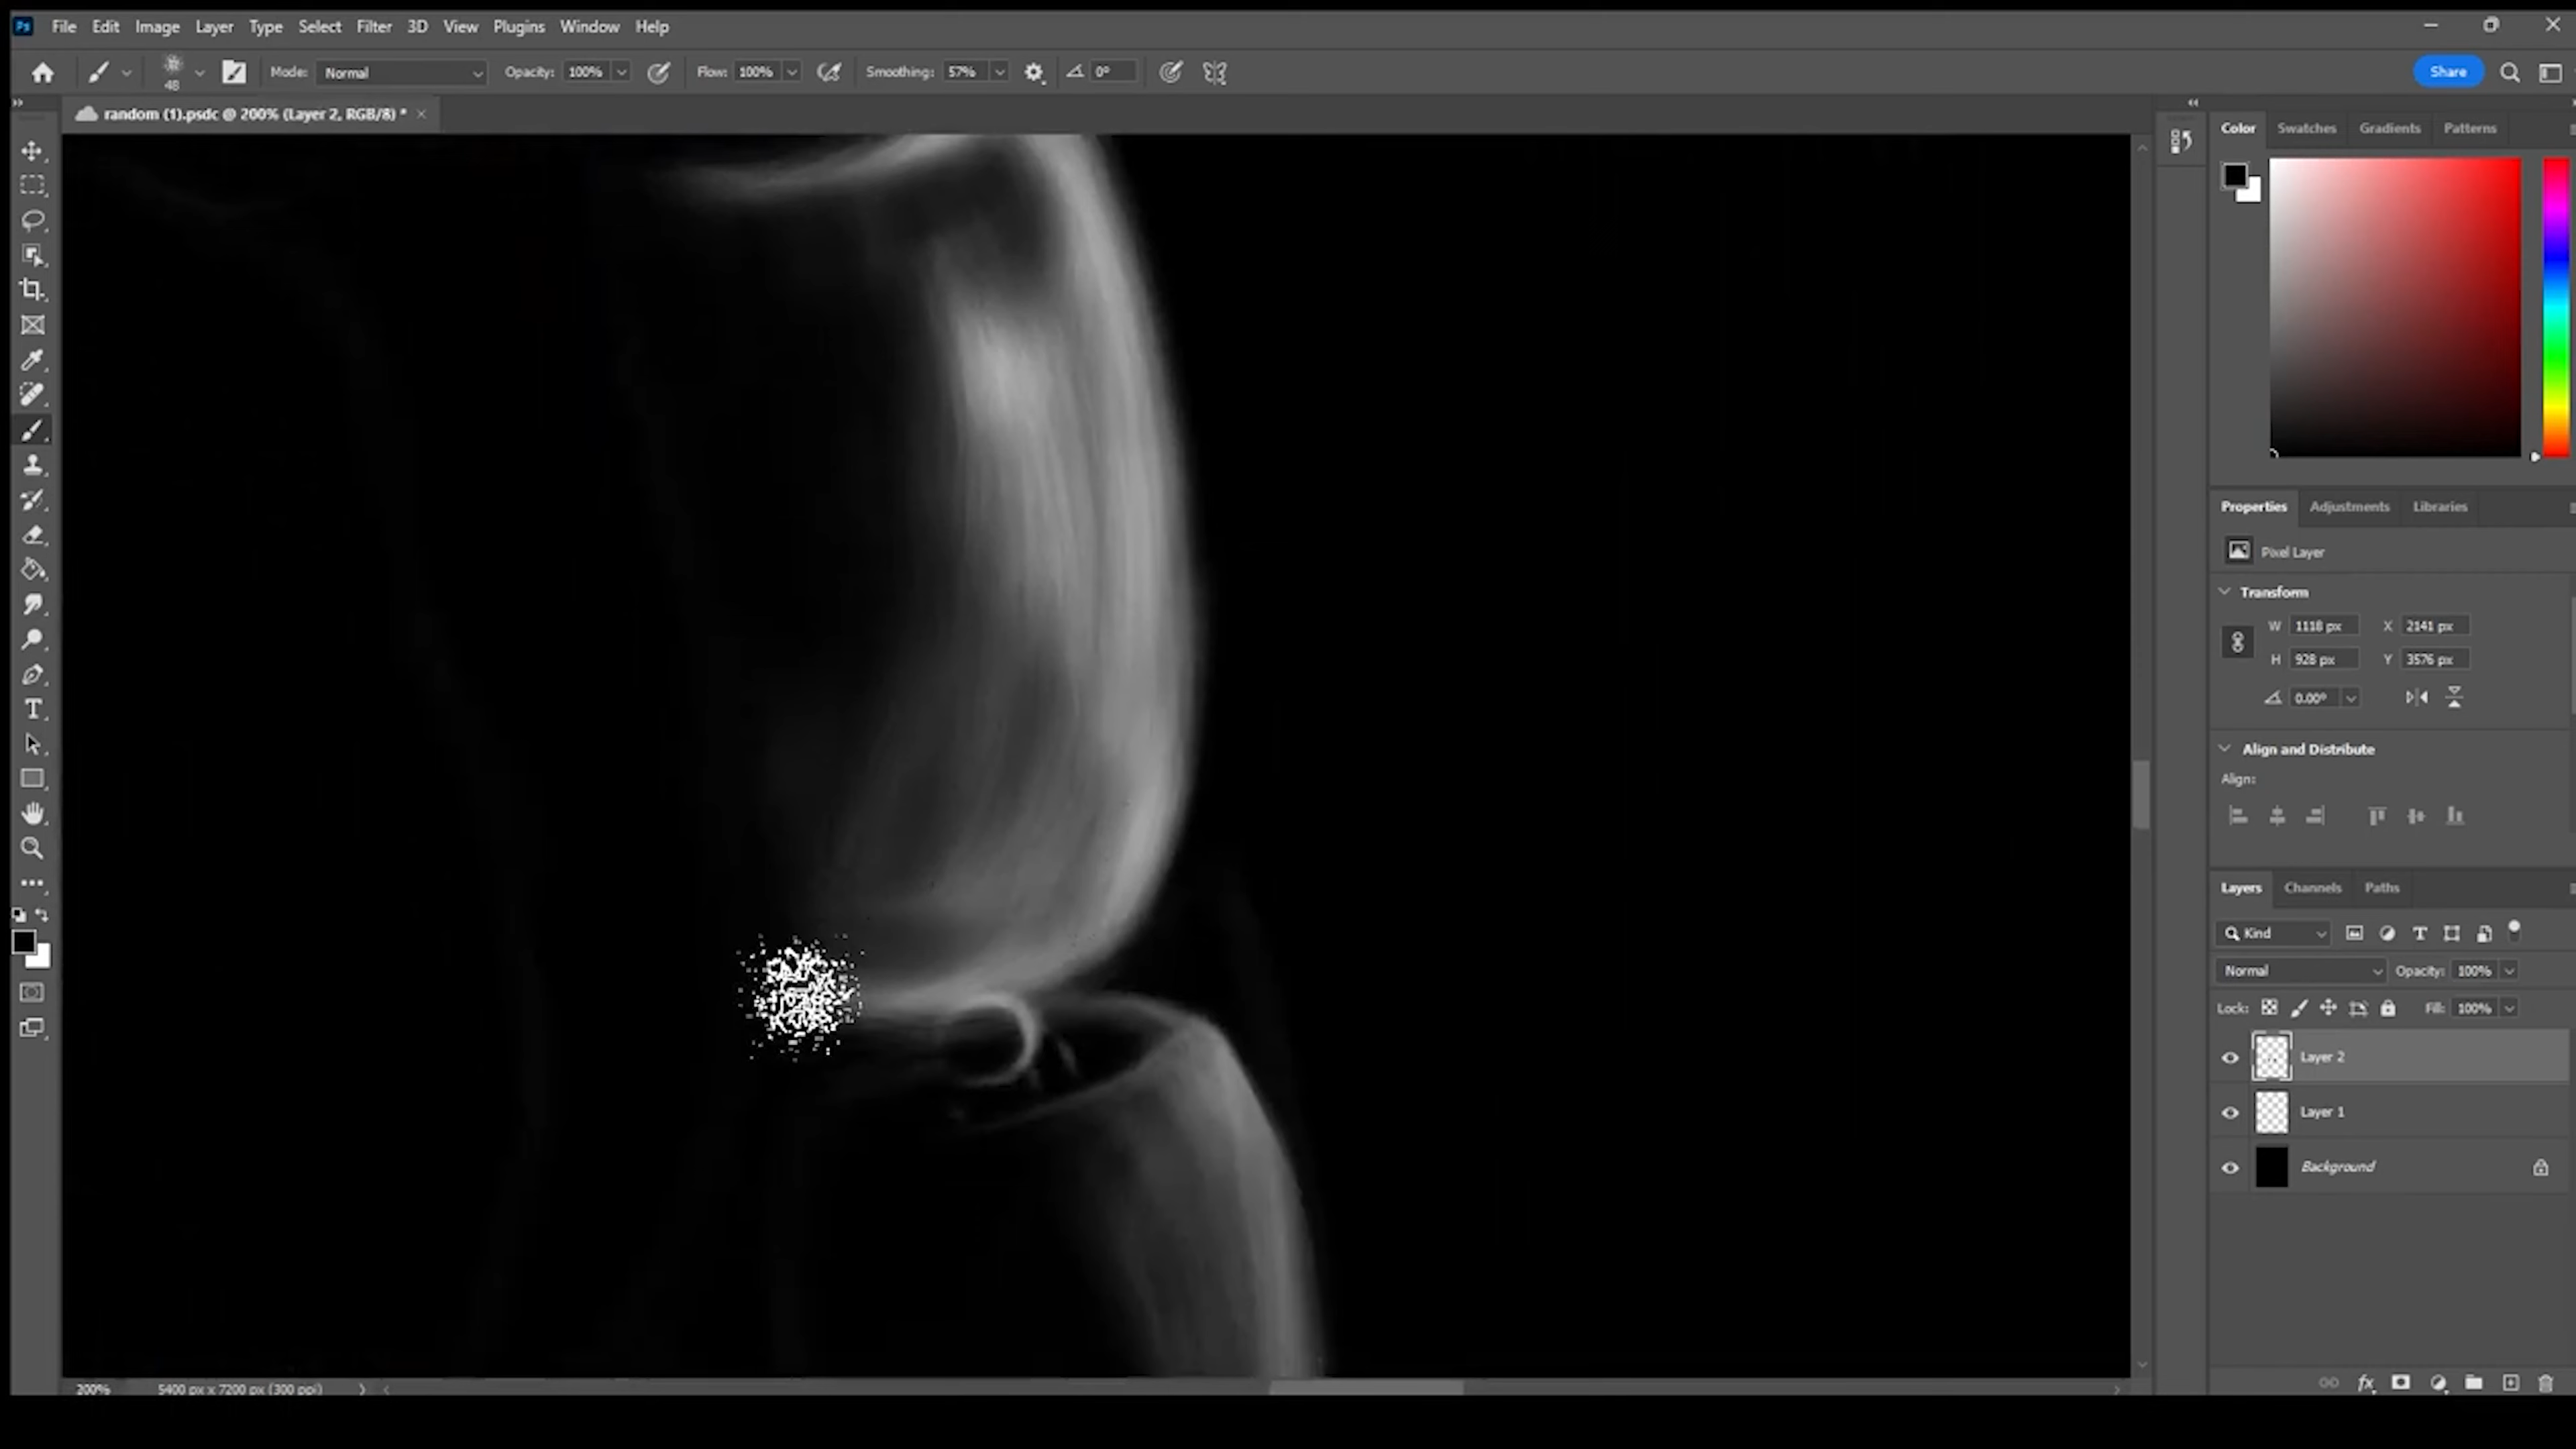 Ps File Edit Image Layer Type Select Filter 3D View Plugins Window Help
48 Mode: Normal Opacity: 100% Flow: 100% Smoothing: 57% 0° Share
random (1).psdc @ 200% (Layer 2, RGB/8) *
Color Swatches Gradients Patterns
Properties Adjustments Libraries
Pixel Layer
Transform
W 1118 px X 2141 px
H 928 px Y 3576 px
0.00°
Align and Distribute
Align:
Layers Channels Paths
Kind
Normal Opacity: 100%
Lock: Fill: 100%
Layer 2
Layer 1
Background
200% 5400 px x 7200 px (300 ppi)